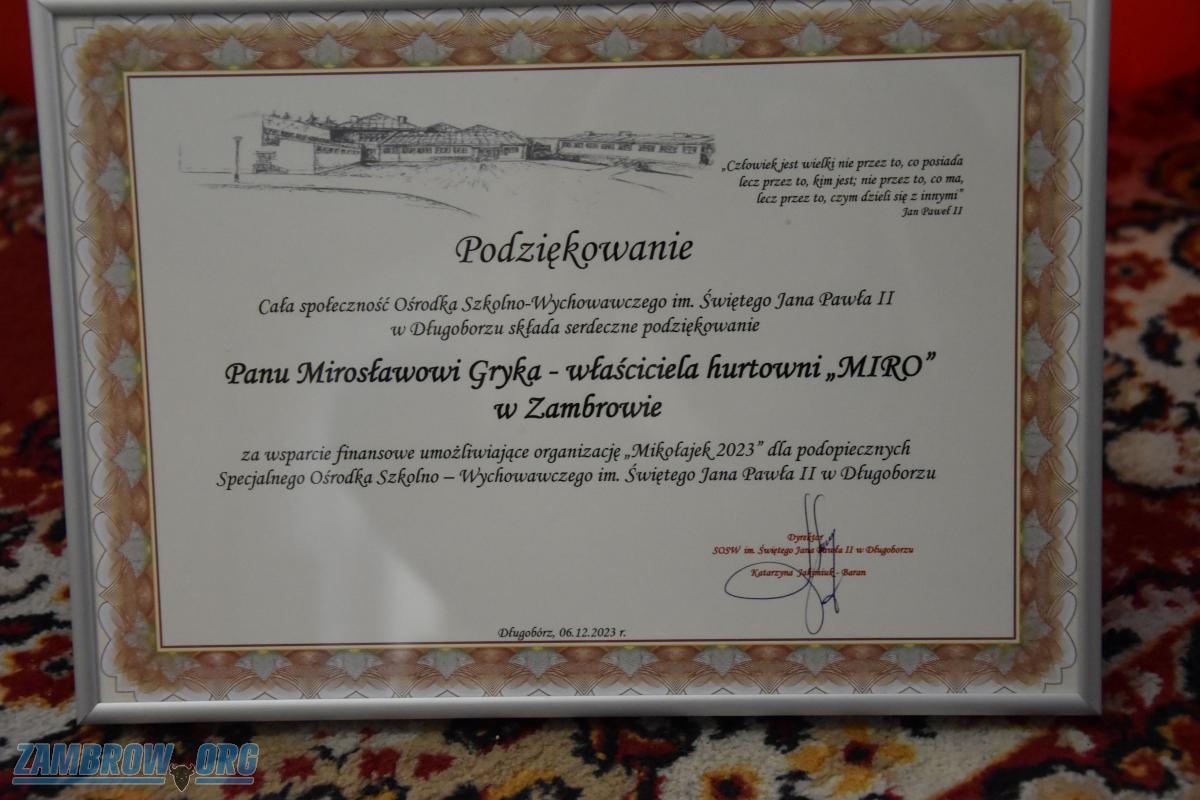 „Człowiek jest wielki nie przez to, co posiada
lecz przez to, kim jest; nie przez to, co ma,
lecz przez to, czym dzieli się z innymi”
Jan Paweł II
Podziękowanie
Cała społeczność Ośrodka Szkolno-Wychowawczego im. Świętego Jana Pawła II
w Długoborzu składa serdeczne podziękowanie
Panu Mirosławowi Gryka - właściciela hurtowni „MIRO”
w Zambrowie
za wsparcie finansowe umożliwiające organizację „Mikołajek 2023” dla podopiecznych
Specjalnego Ośrodka Szkolno – Wychowawczego im. Świętego Jana Pawła II w Długoborzu
Dyrektor
SOSW im. Świętego Jana Pawła II w Długoborzu
Katarzyna Jakimiuk - Baran
Długobórz, 06.12.2023 r.
ZAMBROW.ORG